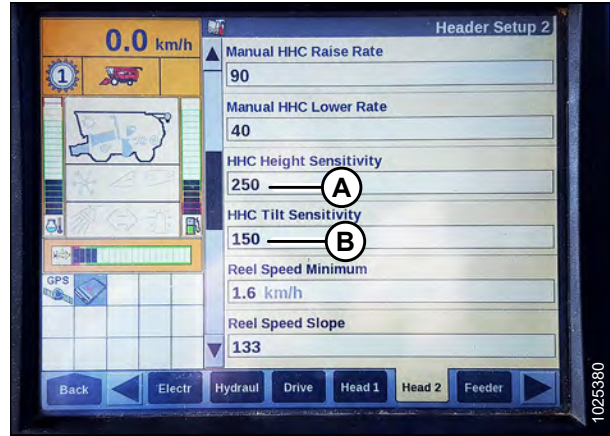 0.0 km/h
Header Setup 2
1
Manual HHC Raise Rate
90
Manual HHC Lower Rate
40
HHC Height Sensitivity
250
A
HHC Tilt Sensitivity
150
B
Reel Speed Minimum
1.6 km/h
GPS
Reel Speed Slope
133
Back
Electr
Hydraul
Drive
Head 1
Head 2
Feeder
1025380